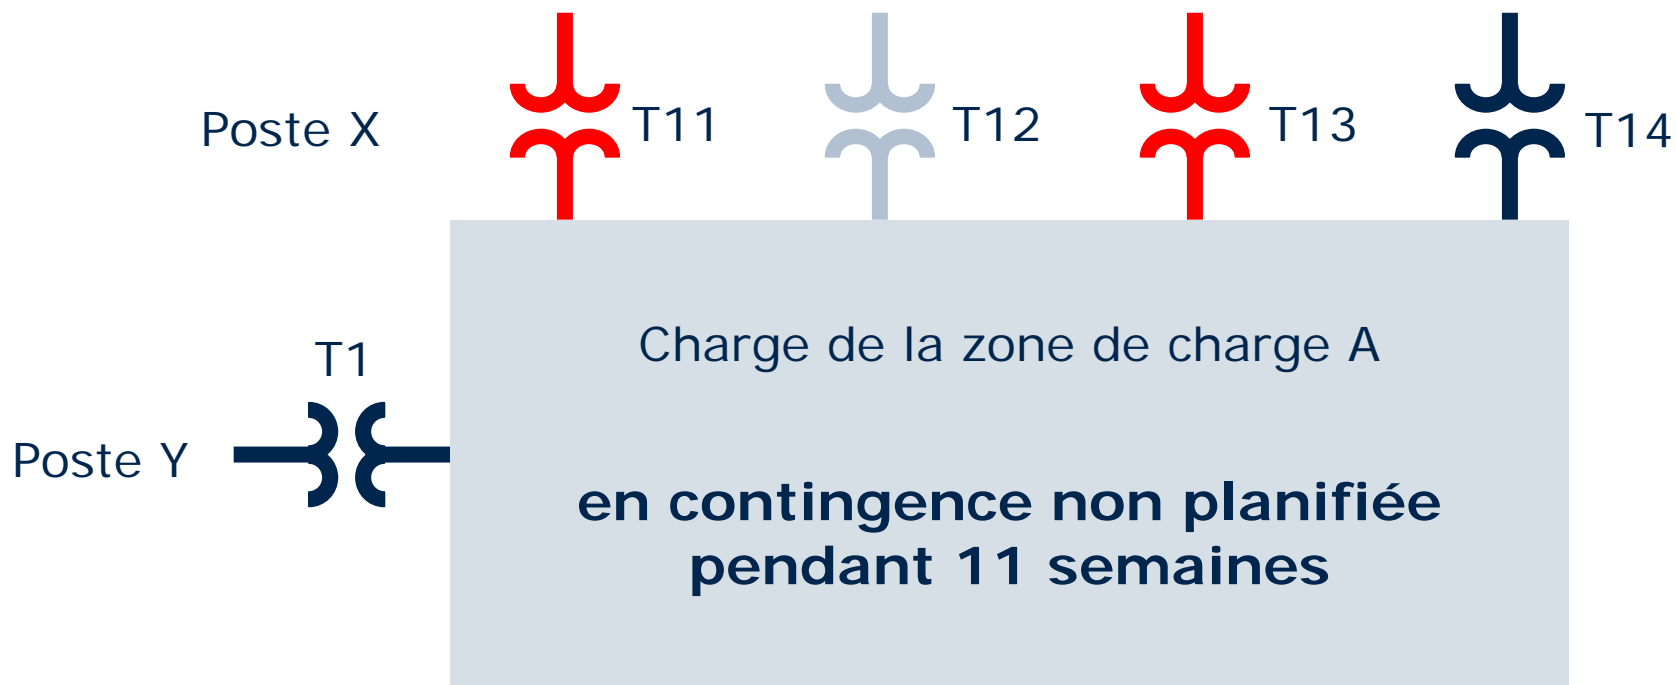 Poste X
T11
T12
T13
T14
Charge de la zone de charge A
T1
Poste Y
en contingence non planifiée
pendant 11 semaines